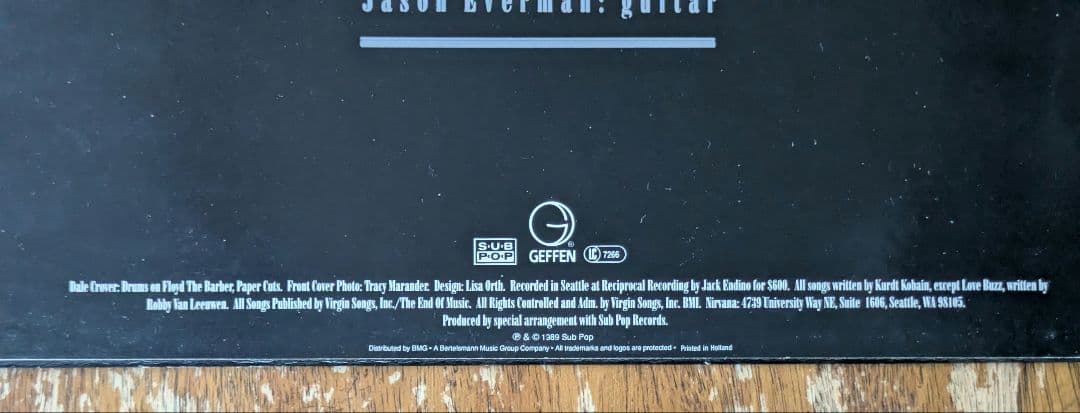 Jason Everman: guitar
SUB
POP
GEFFEN
®
LC 7266
Dale Crover: Drums on Floyd The Barber, Paper Cuts. Front Cover Photo: Tracy Marander. Design: Lisa Orth. Recorded in Seattle at Reciprocal Recording by Jack Endino for $600. All songs written by Kurdt Kobain, except Love Buzz, written by
Robby Van Leeuwen. All Songs Published by Virgin Songs, Inc./The End Of Music. All Rights Controlled and Adm. by Virgin Songs, Inc. BMI. Nirvana: 4739 University Way NE, Suite 1606, Seattle, WA 98105.
Produced by special arrangement with Sub Pop Records.
℗ & © 1989 Sub Pop
Distributed by BMG • A Bertelsmann Music Group Company • All trademarks and logos are protected • Printed in Holland